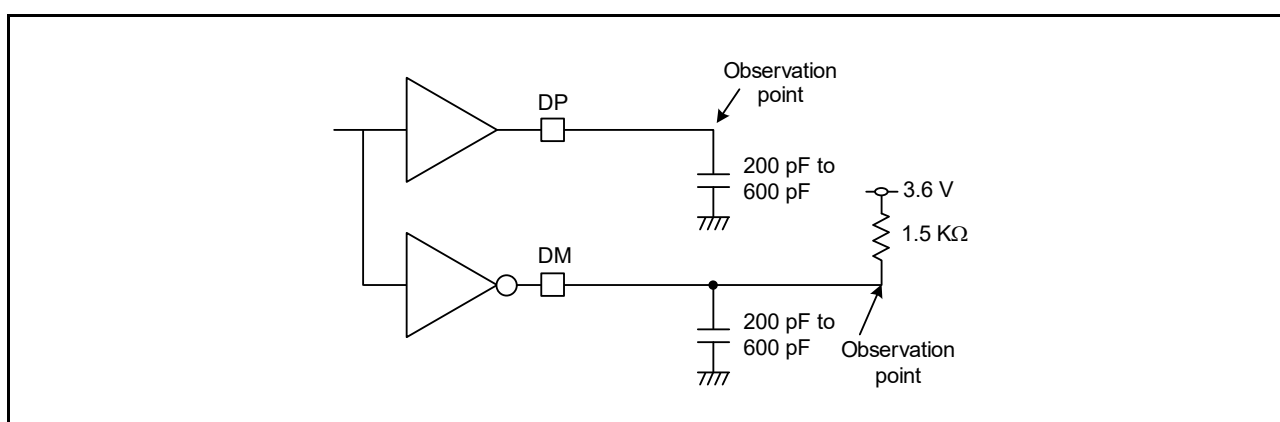 Observation
point
DP
200 pF to
600 pF
3.6 V
1.5 KΩ
DM
200 pF to
600 pF
Observation
point